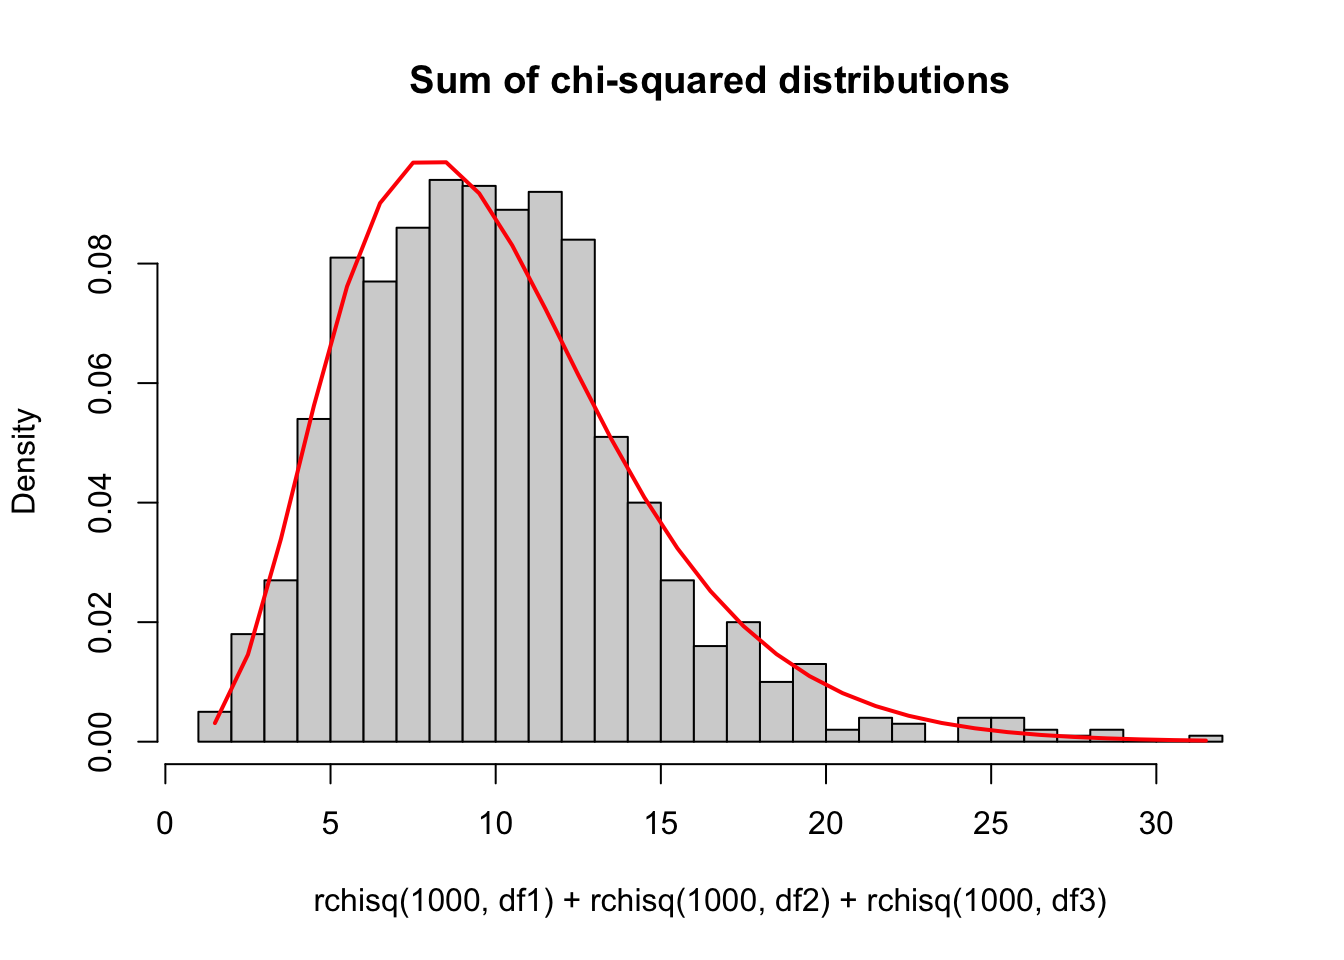 Sum of chi-squared distributions
Density
0.08
0.06
0.04
0.02
0.00
0 5 10 15 20 25 30
rchisq(1000, df1) + rchisq(1000, df2) + rchisq(1000, df3)